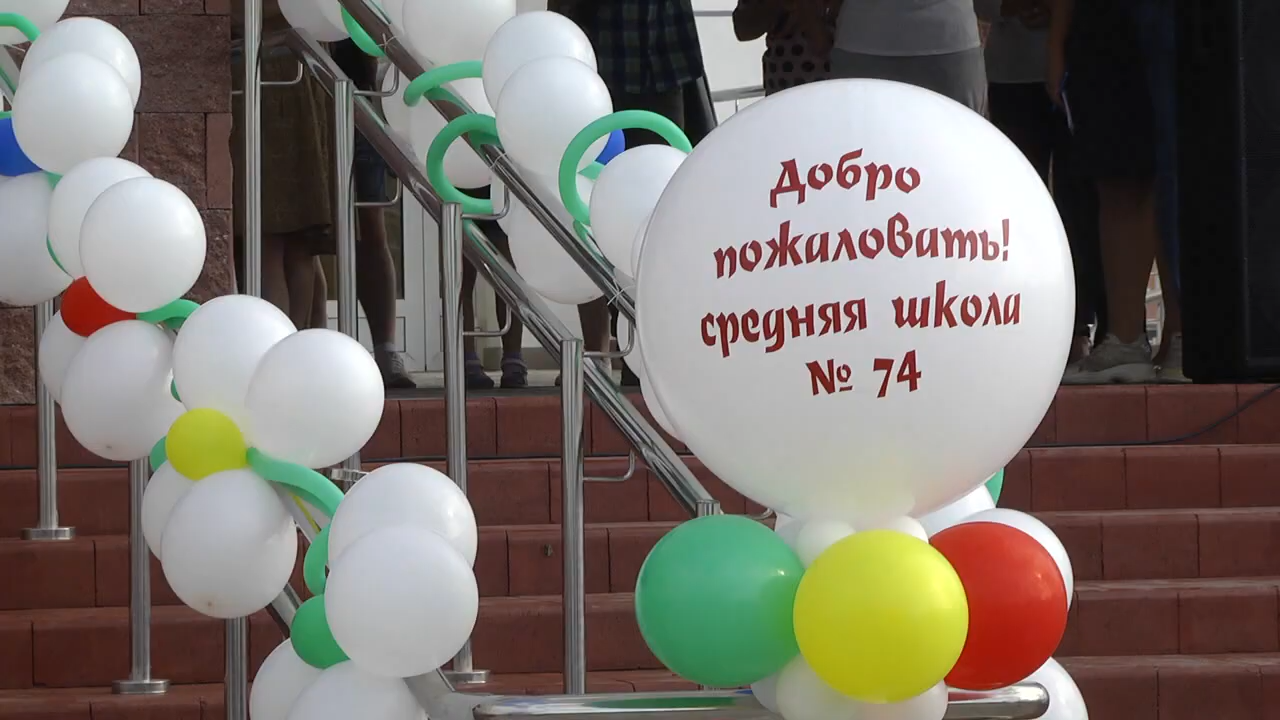 Добро
пожаловать!
средняя школа
№ 74